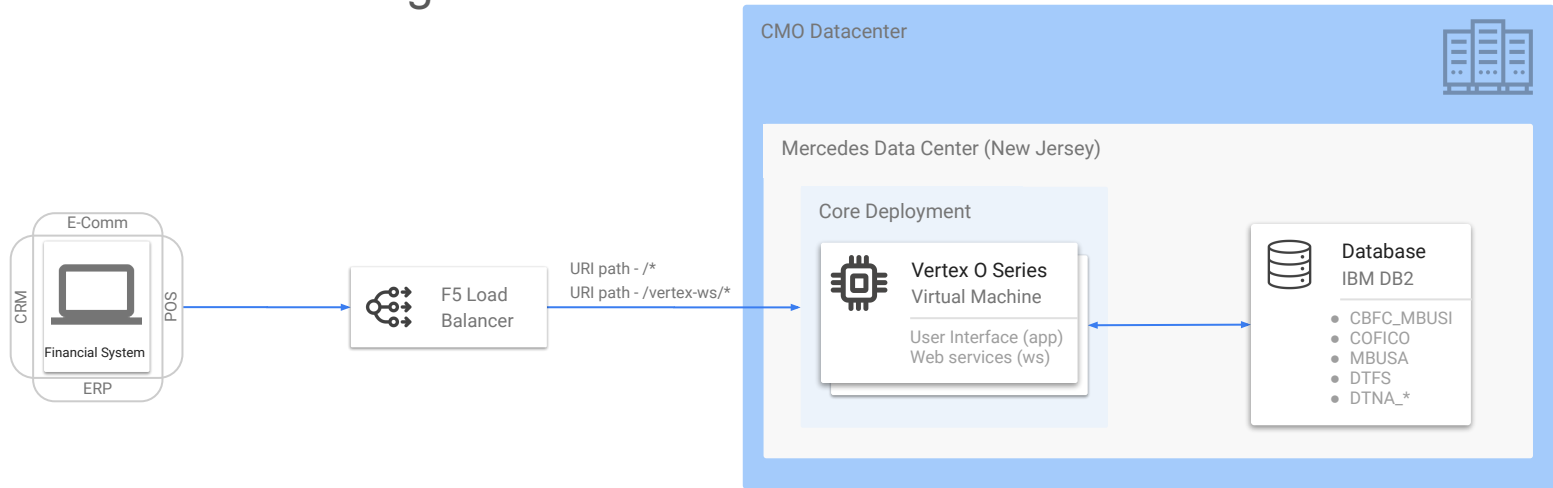 CMO Datacenter
Mercedes Data Center (New Jersey)
Core Deployment
E-Comm
CRM
Financial System
POS
ERP
F5 Load
Balancer
URI path - /*
URI path - /vertex-ws/*
Vertex O Series
Virtual Machine
User Interface (app)
Web services (ws)
Database
IBM DB2
● CBFC_MBUSI
● COFICO
● MBUSA
● DTFS
● DTNA_*